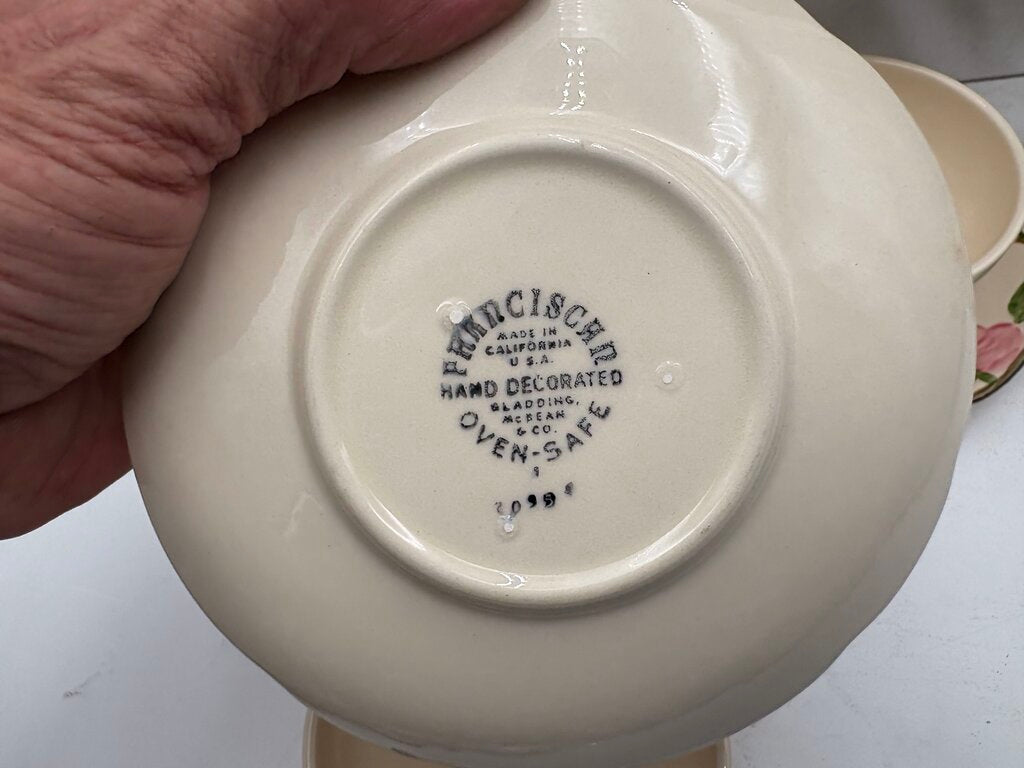 FRANCISCAN
MADE IN
CALIFORNIA
U.S.A.
HAND DECORATED
GLADDING,
McBEAN
& CO.
OVEN-SAFE